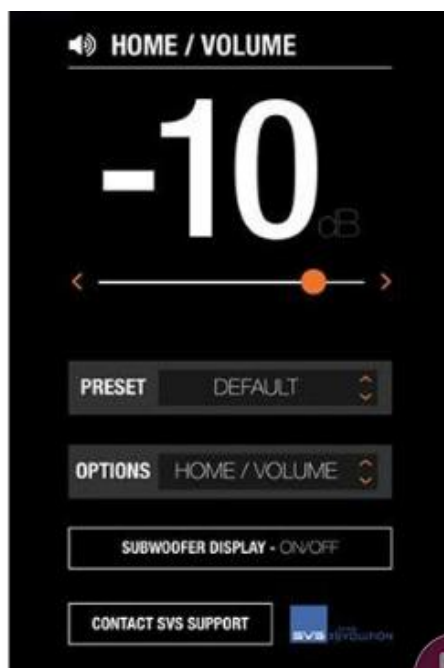 HOME / VOLUME
-10
dB
PRESET DEFAULT
OPTIONS HOME / VOLUME
SUBWOOFER DISPLAY - ON/OFF
CONTACT SVS SUPPORT
SVS